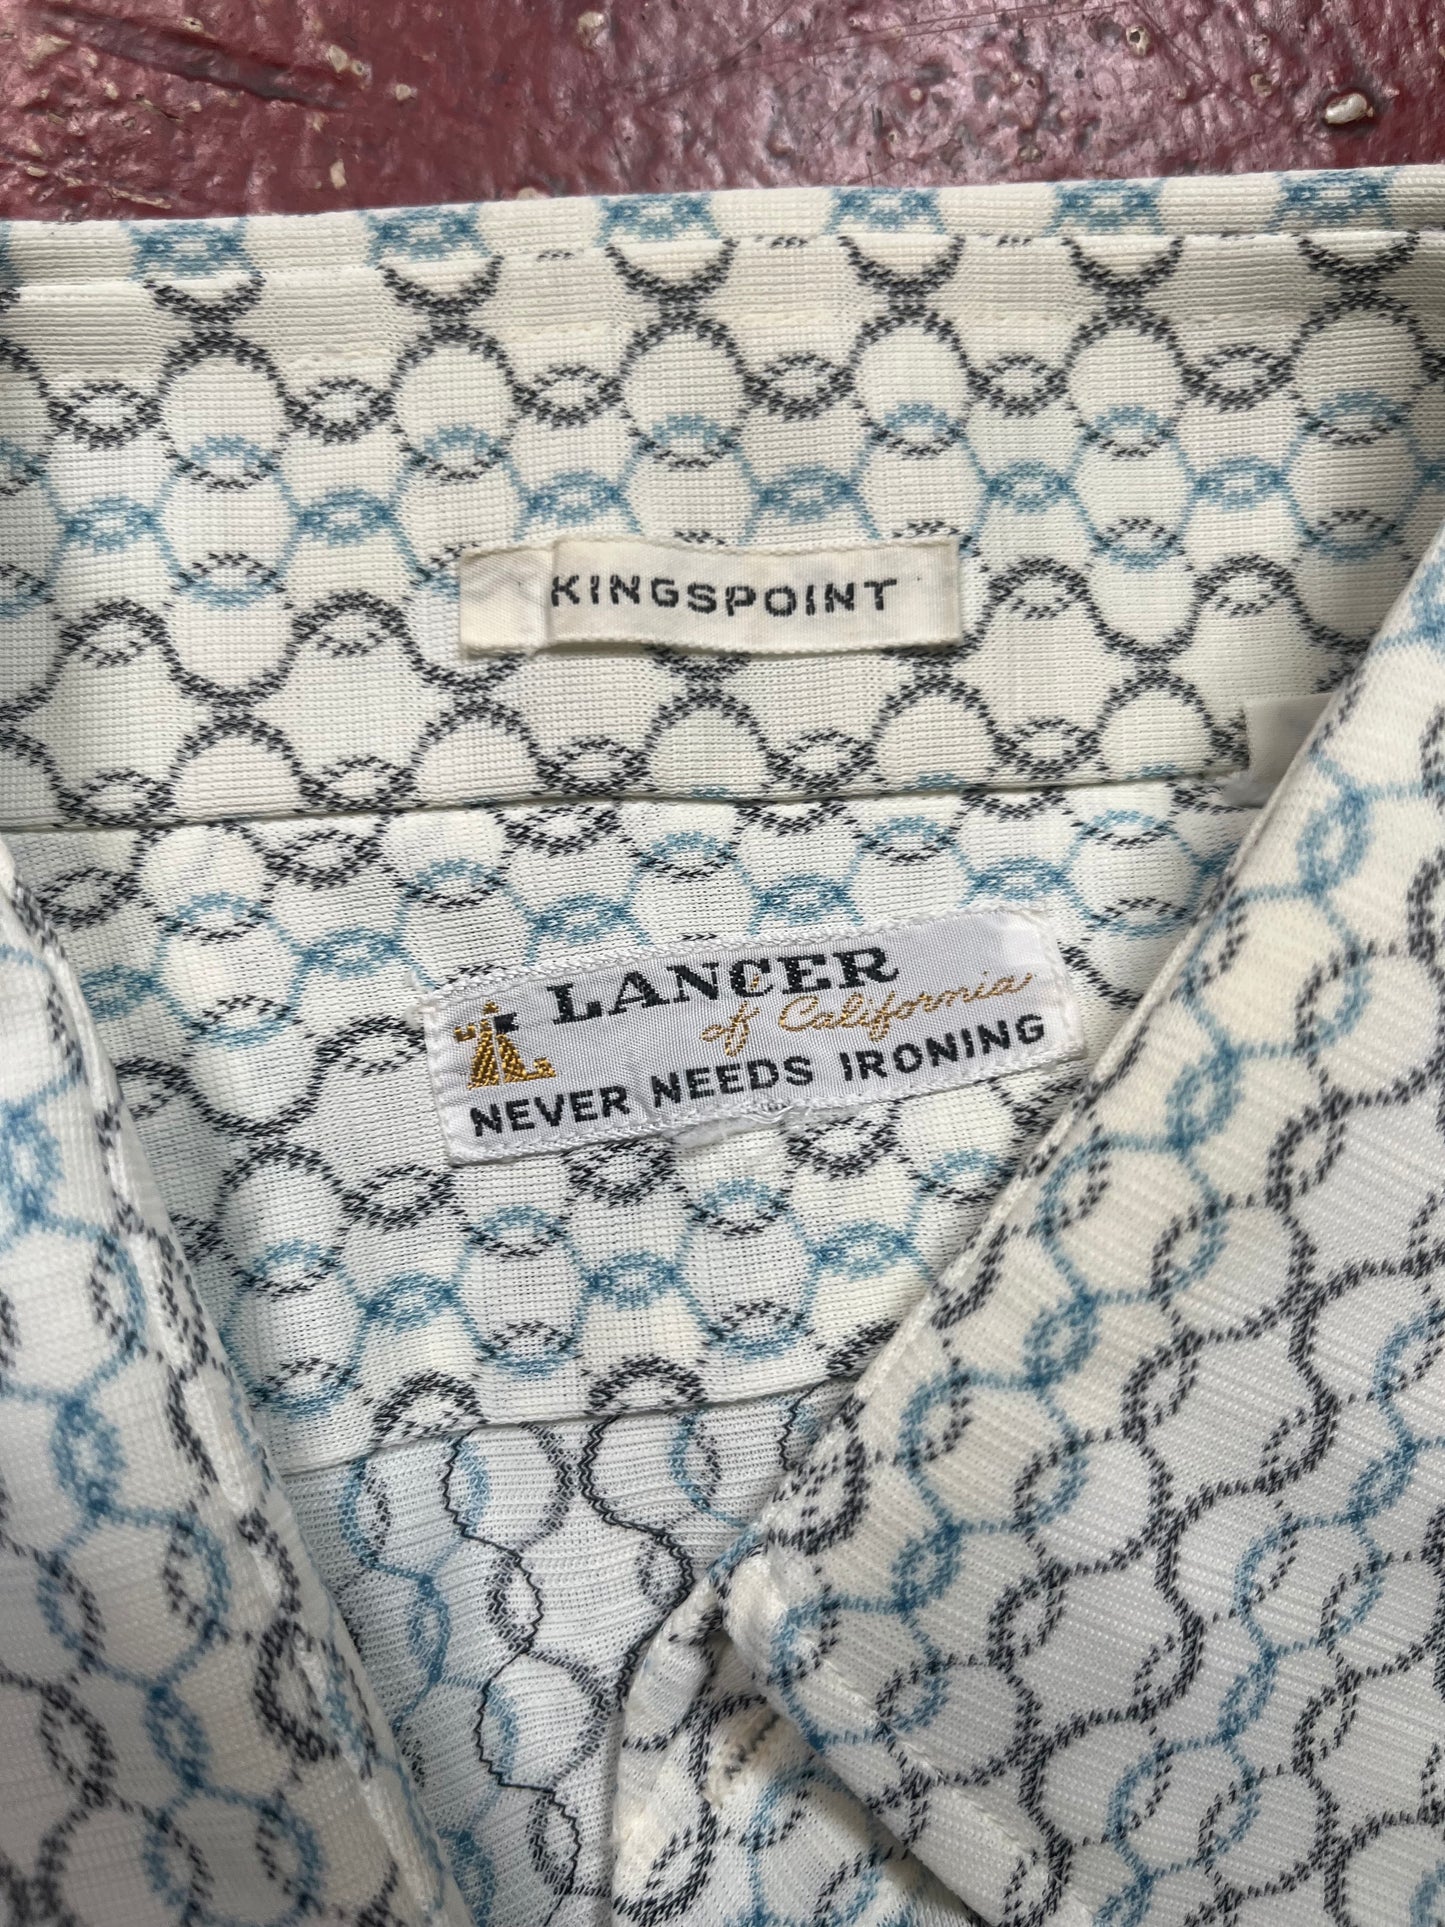 KINGSPOINT
LANCER
of California
NEVER NEEDS IRONING